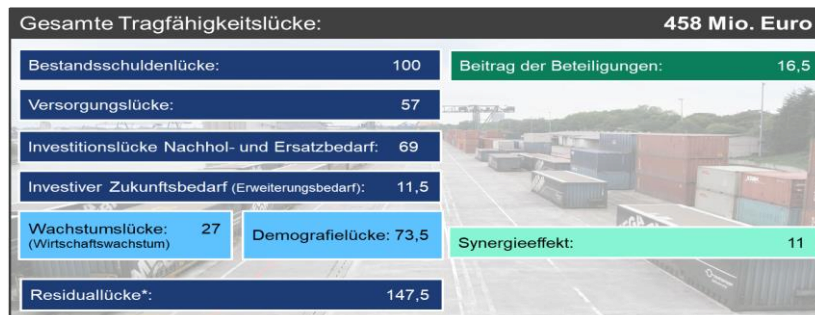 Gesamte Tragfähigkeitslücke: 458 Mio. Euro
Bestandsschuldenlücke: 100
Beitrag der Beteiligungen: 16,5
Versorgungslücke: 57
Investitionslücke Nachhol- und Ersatzbedarf: 69
Investiver Zukunftsbedarf (Erweiterungsbedarf): 11,5
Wachstumslücke: 27
(Wirtschaftswachstum)
Demografielücke: 73,5
Synergieeffekt: 11
Residuallücke*: 147,5